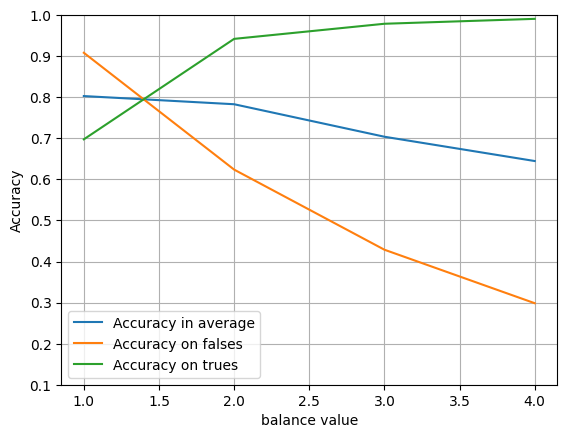 1.0
0.9
0.8
0.7
0.6
0.5
0.4
0.3
0.2
0.1
Accuracy
Accuracy in average
Accuracy on falses
Accuracy on trues
1.0 1.5 2.0 2.5 3.0 3.5 4.0
balance value